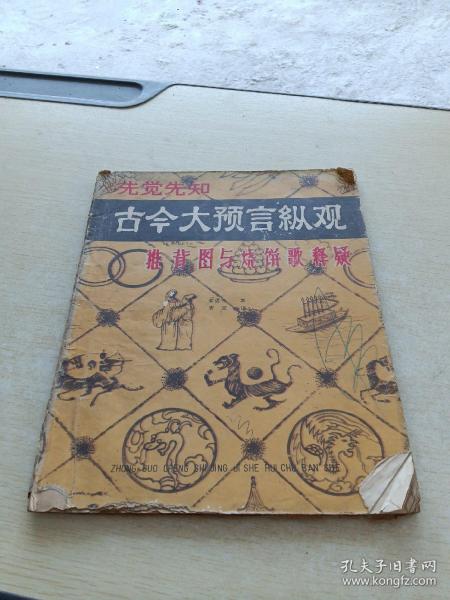 先觉先知
古今大预言纵观
推背图与烧饼歌释疑
ZHONG GUO CHENG SHI JING JI SHE HUI CHU BAN SHE
孔夫子旧书网
www.kongfz.com